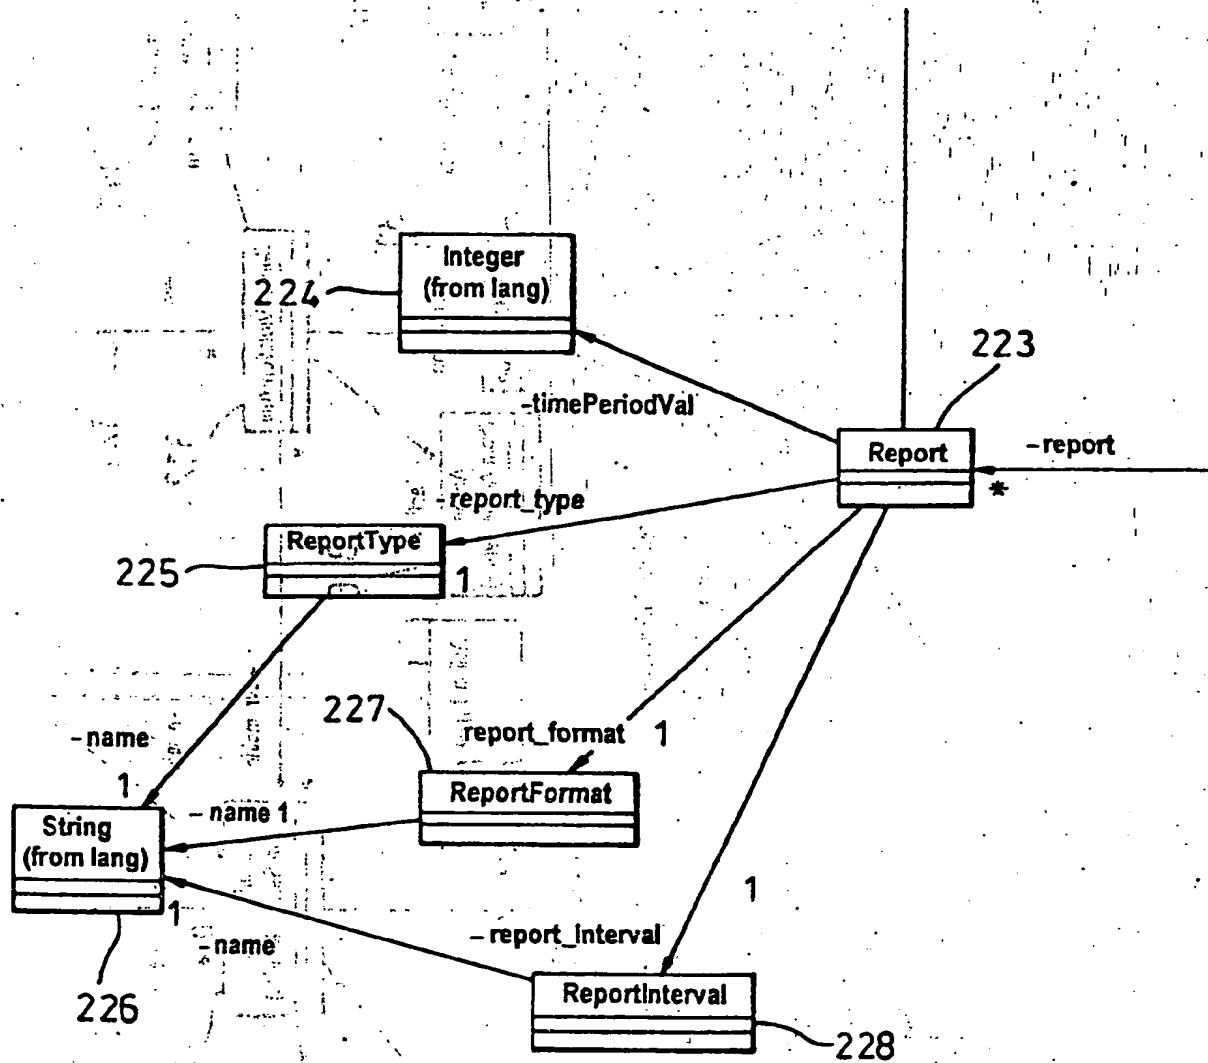 Integer
(from lang)
224
223
-timePeriodVal
Report
-report
*
-report_type
ReportType
225
1
227
report_format
1
-name
1
ReportFormat
-name 1
String
(from lang)
1
1
-report_interval
-name
ReportInterval
226
228